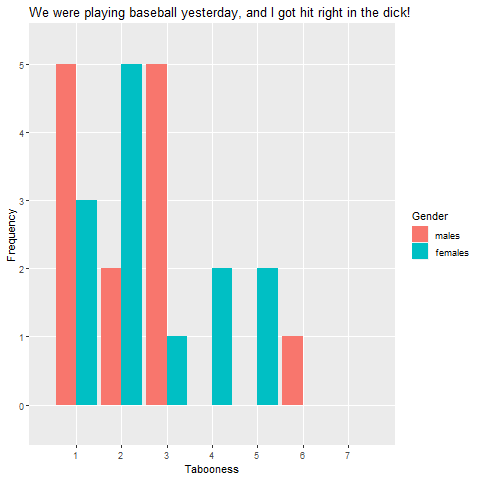 We were playing baseball yesterday, and I got hit right in the dick!
5
4
3
2
1
0
Frequency
1 2 3 4 5 6 7
Tabooness
Gender
males
females